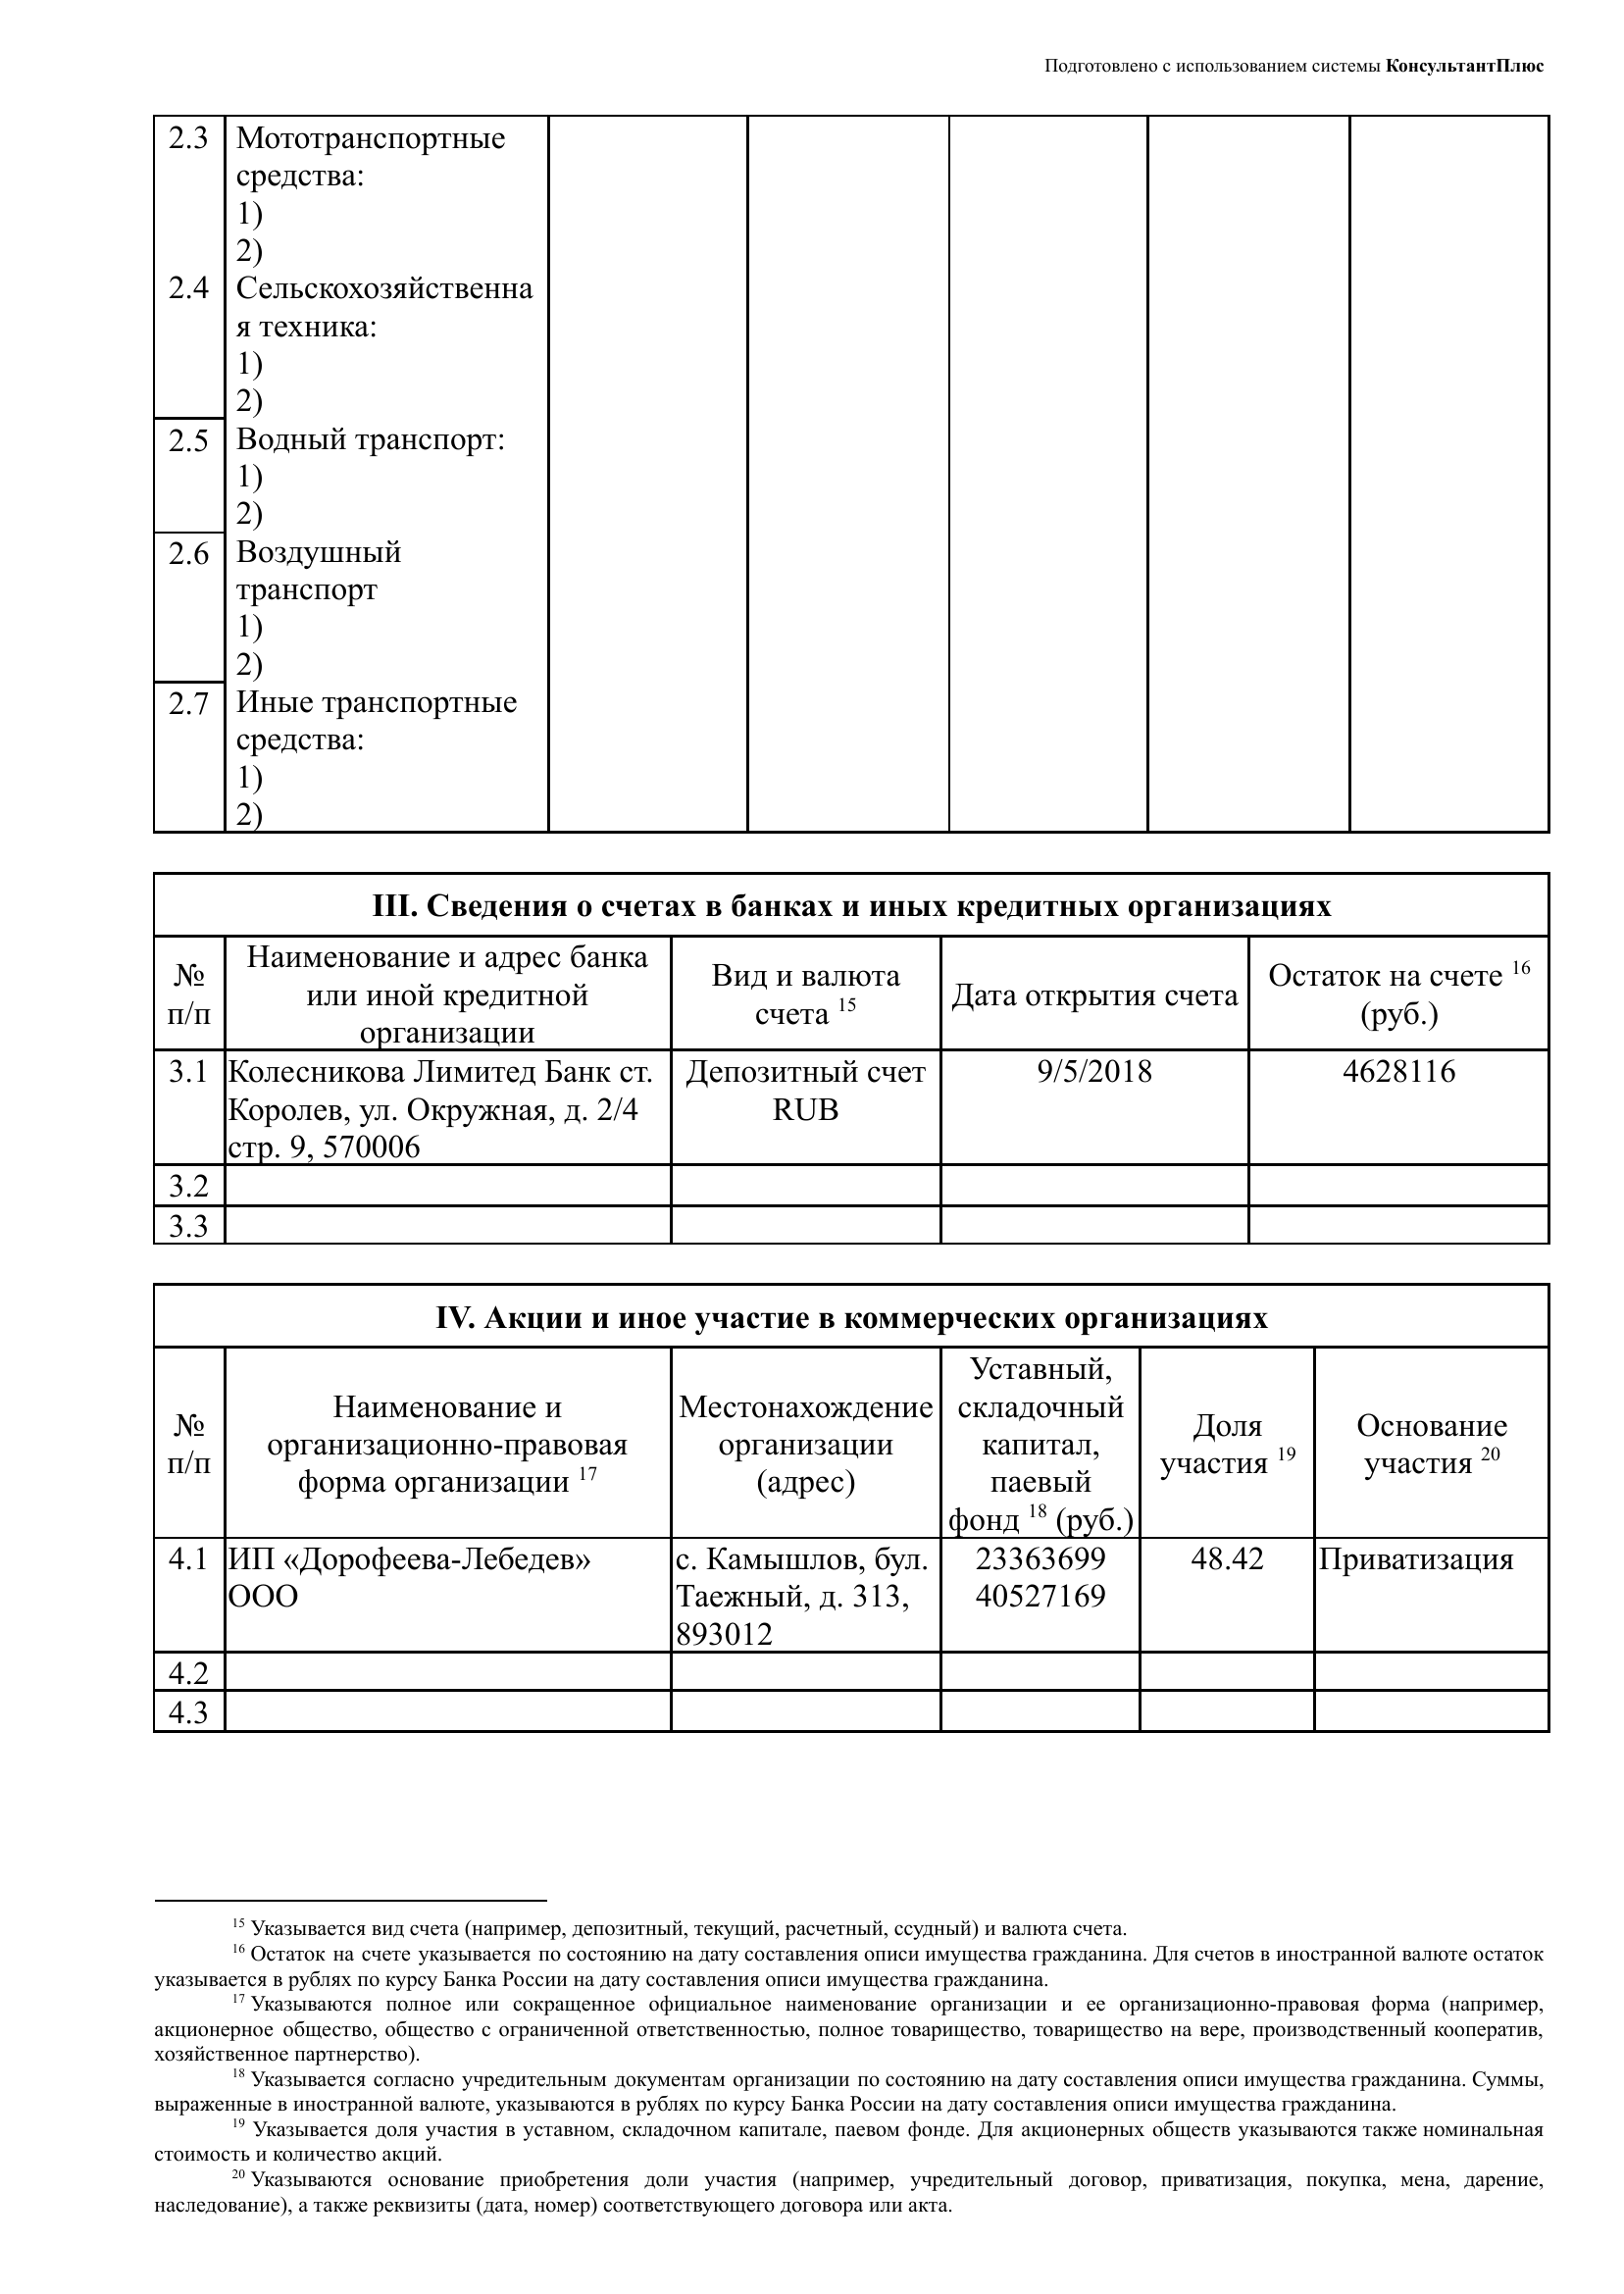 Подготовлено с использованием системы КонсультантПлюс
2.3 Мототранспортные
средства:
1)
2)
2.4 Сельскохозяйственна
я техника:
1)
2)
2.5 Водный транспорт:
1)
2)
2.6 Воздушный
транспорт
1)
2)
2.7 Иные транспортные
средства:
1)
2)
III. Сведения о счетах в банках и иных кредитных организациях
№
п/п
Наименование и адрес банка
или иной кредитной
организации
Вид и валюта
счета 15
Дата открытия счета
Остаток на счете 16
(руб.)
3.1 Колесникова Лимитед Банк ст. Депозитный счет 9/5/2018 4628116
Королев, ул. Окружная, д. 2/4 RUB
стр. 9, 570006
3.2
3.3
IV. Акции и иное участие в коммерческих организациях
№
п/п
Наименование и
организационно-правовая
форма организации 17
Местонахождение
организации
(адрес)
Уставный,
складочный
капитал,
паевый
фонд 18 (руб.)
Доля
участия 19
Основание
участия 20
4.1 ИП «Дорофеева-Лебедев» с. Камышлов, бул. 23363699 48.42 Приватизация
ООО Таежный, д. 313, 40527169
893012
4.2
4.3
15 Указывается вид счета (например, депозитный, текущий, расчетный, ссудный) и валюта счета.
16 Остаток на счете указывается по состоянию на дату составления описи имущества гражданина. Для счетов в иностранной валюте остаток
указывается в рублях по курсу Банка России на дату составления описи имущества гражданина.
17 Указываются полное или сокращенное официальное наименование организации и ее организационно-правовая форма (например,
акционерное общество, общество с ограниченной ответственностью, полное товарищество, товарищество на вере, производственный кооператив,
хозяйственное партнерство).
18 Указывается согласно учредительным документам организации по состоянию на дату составления описи имущества гражданина. Суммы,
выраженные в иностранной валюте, указываются в рублях по курсу Банка России на дату составления описи имущества гражданина.
19 Указывается доля участия в уставном, складочном капитале, паевом фонде. Для акционерных обществ указываются также номинальная
стоимость и количество акций.
20 Указываются основание приобретения доли участия (например, учредительный договор, приватизация, покупка, мена, дарение,
наследование), а также реквизиты (дата, номер) соответствующего договора или акта.